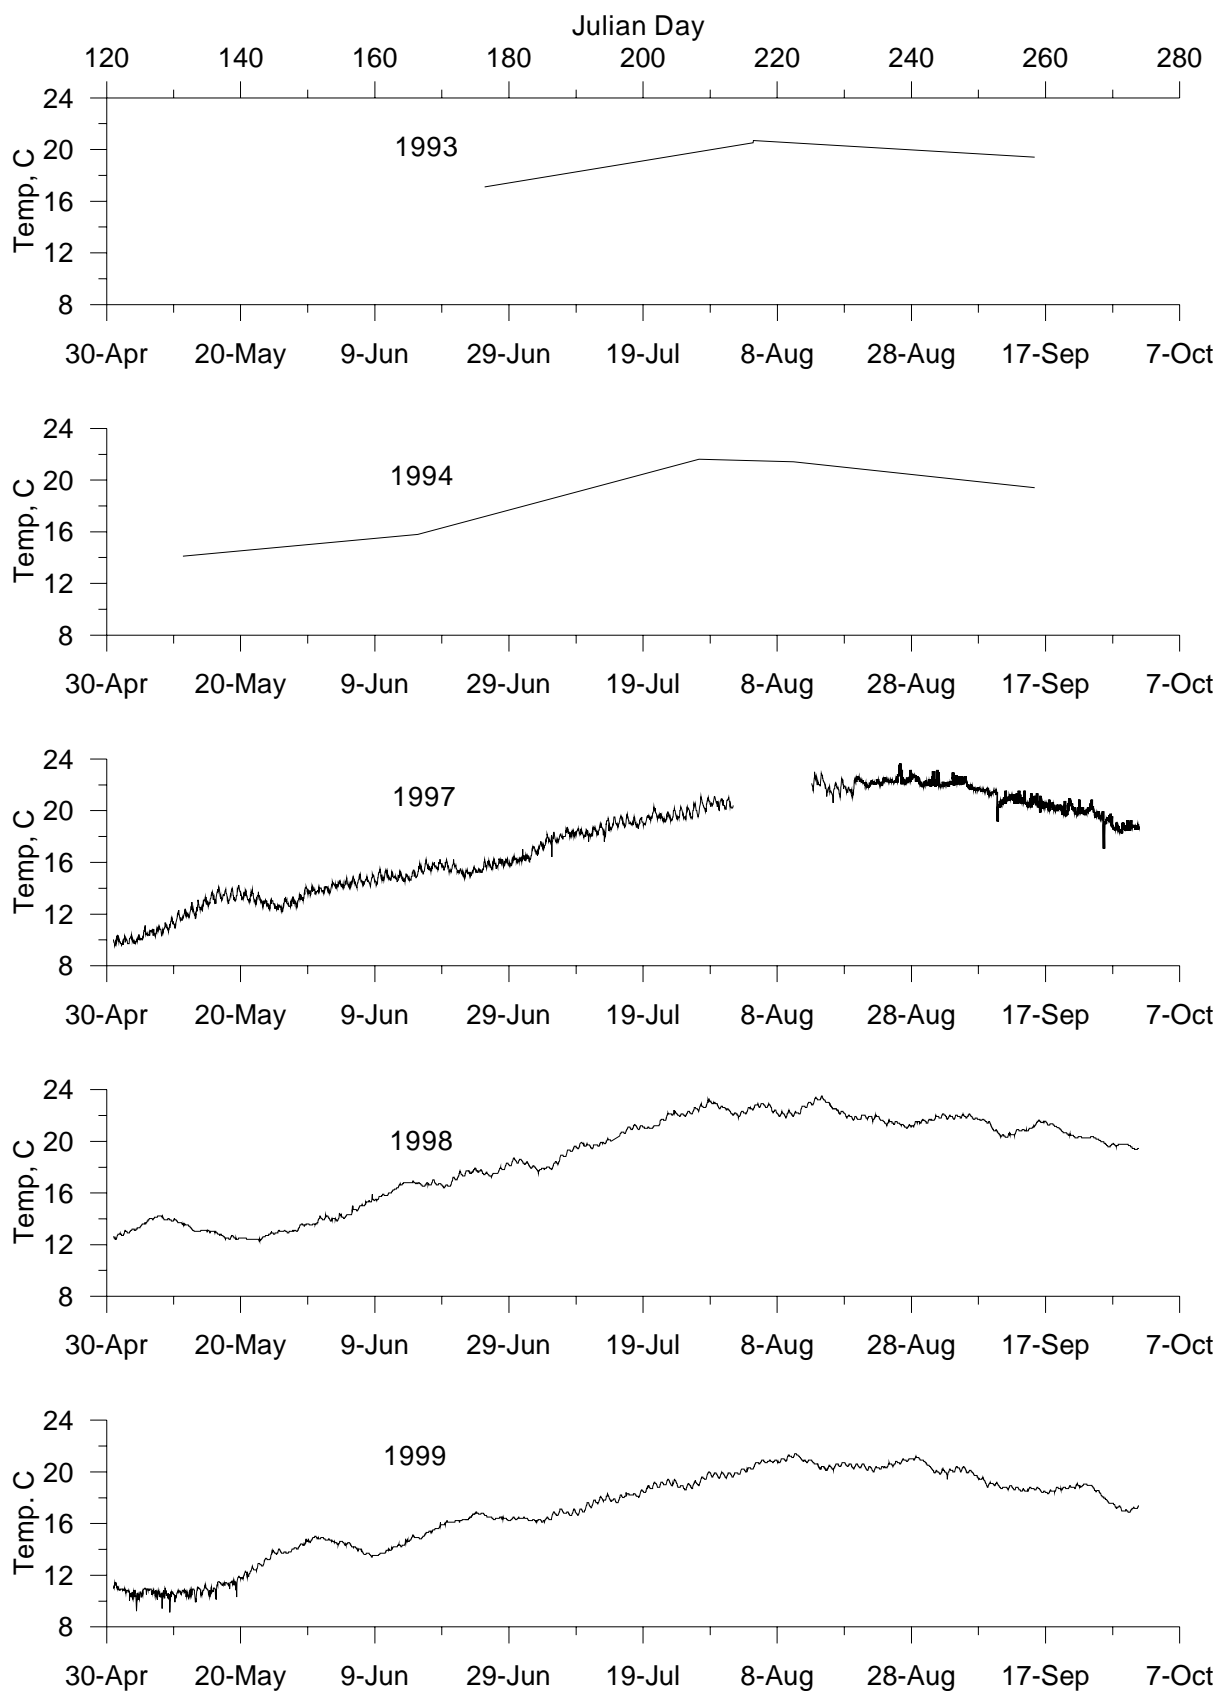 Julian Day
120 140 160 180 200 220 240 260 280
24
20
16
12
8
Temp, C
1993
30-Apr 20-May 9-Jun 29-Jun 19-Jul 8-Aug 28-Aug 17-Sep 7-Oct
24
20
16
12
8
Temp, C
1994
30-Apr 20-May 9-Jun 29-Jun 19-Jul 8-Aug 28-Aug 17-Sep 7-Oct
24
20
16
12
8
Temp, C
1997
30-Apr 20-May 9-Jun 29-Jun 19-Jul 8-Aug 28-Aug 17-Sep 7-Oct
24
20
16
12
8
Temp, C
1998
30-Apr 20-May 9-Jun 29-Jun 19-Jul 8-Aug 28-Aug 17-Sep 7-Oct
24
20
16
12
8
Temp. C
1999
30-Apr 20-May 9-Jun 29-Jun 19-Jul 8-Aug 28-Aug 17-Sep 7-Oct